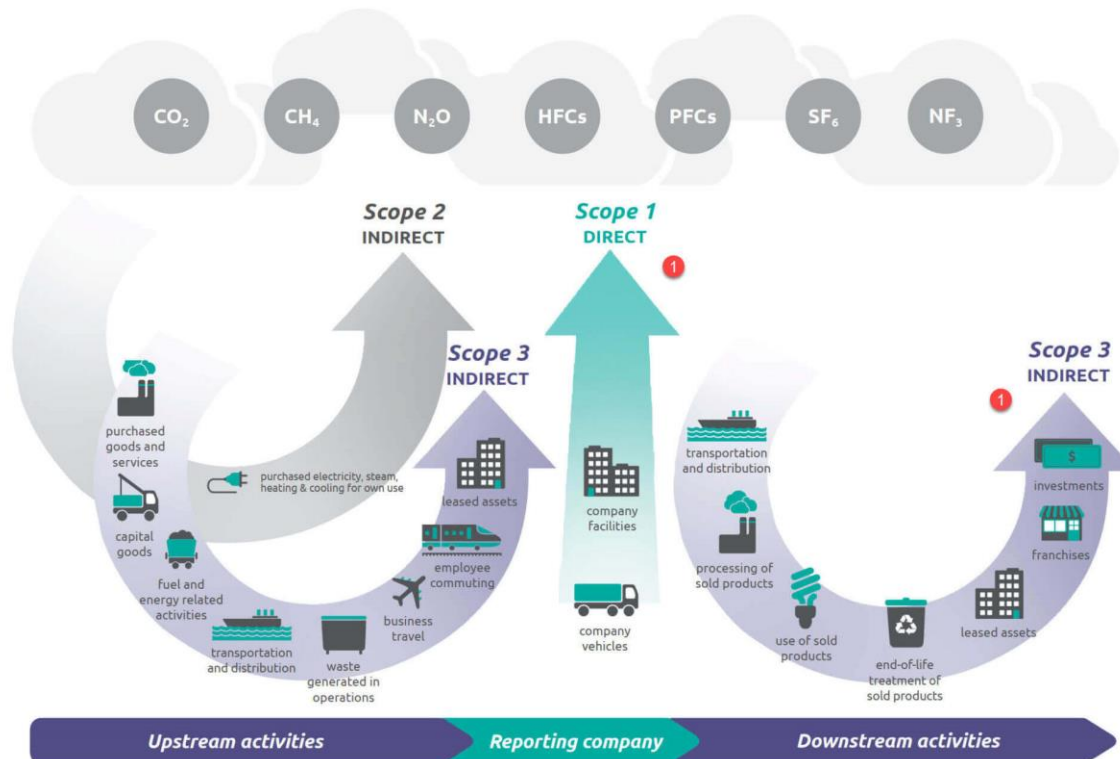 CO₂
CH₄
N₂O
HFCs
PFCs
SF₆
NF₃
Scope 2
INDIRECT
Scope 1
DIRECT
1
Scope 3
INDIRECT
Scope 3
INDIRECT
1
purchased
goods and
services
capital
goods
fuel and
energy related
activities
transportation
and distribution
waste
generated in
operations
business
travel
employee
commuting
leased assets
purchased electricity, steam,
heating & cooling for own use
company
facilities
company
vehicles
transportation
and distribution
processing of
sold products
use of sold
products
end-of-life
treatment of
sold products
leased assets
franchises
investments
$
Upstream activities
Reporting company
Downstream activities